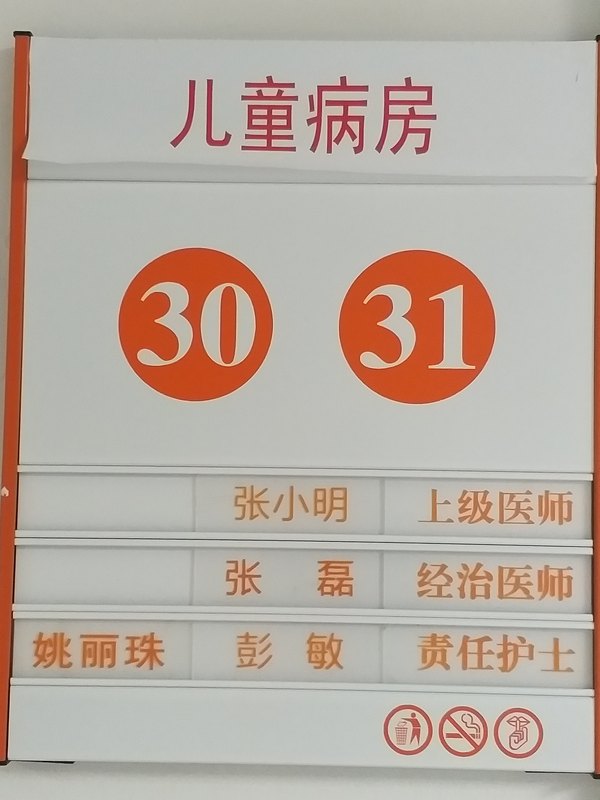 儿童病房
30 31
张小明 上级医师
张 磊 经治医师
姚丽珠 彭 敏 责任护士